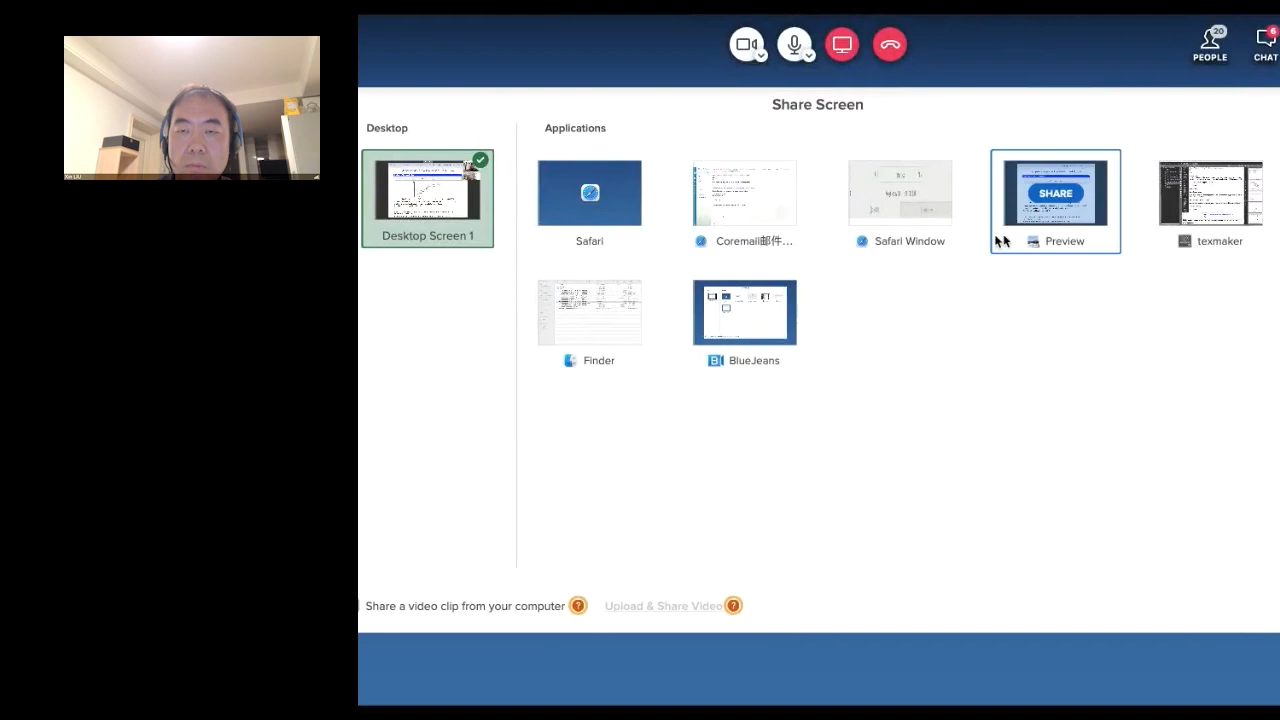 20
6
PEOPLE
CHAT
Share Screen
Desktop
Applications
SHARE
Desktop Screen 1
Safari
Coremail邮件...
Safari Window
Preview
texmaker
Finder
BlueJeans
Share a video clip from your computer ?
Upload & Share Video ?
Xin LIU